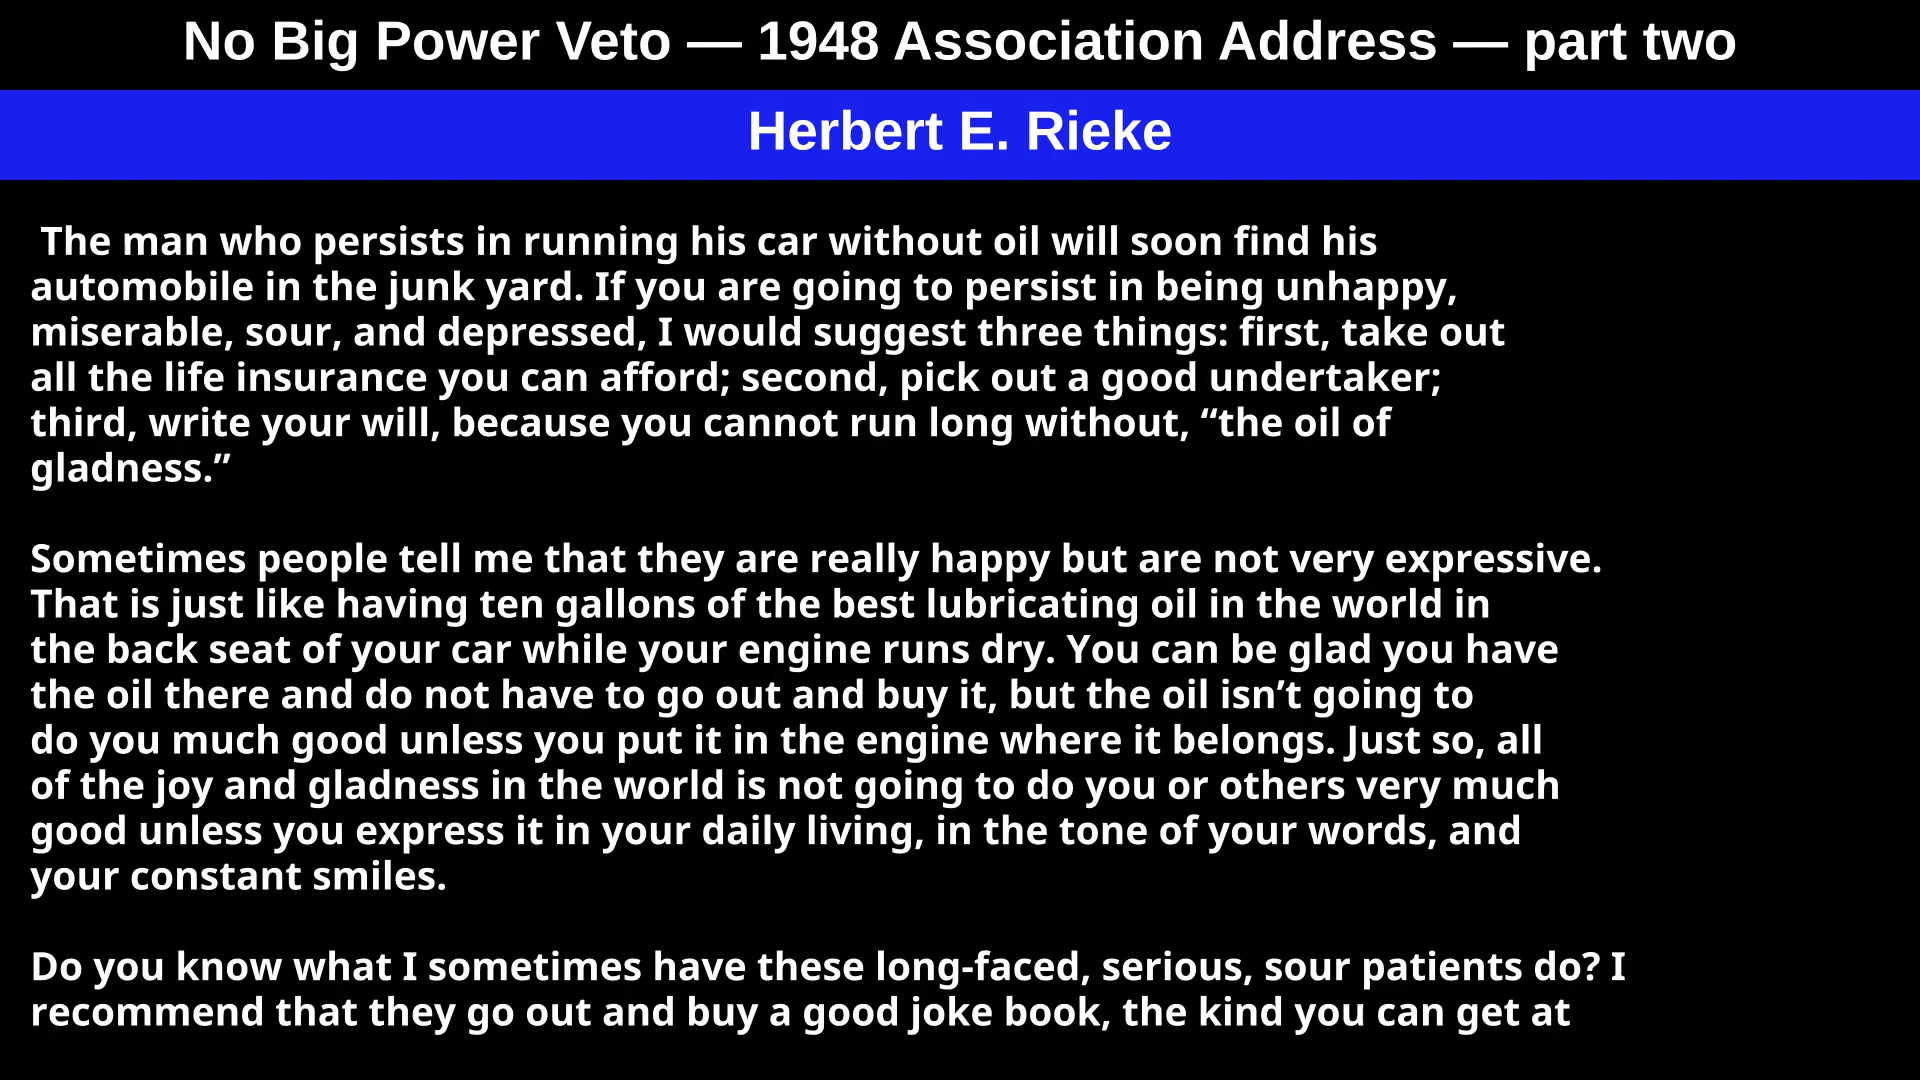 No Big Power Veto — 1948 Association Address — part two
Herbert E. Rieke
The man who persists in running his car without oil will soon find his
automobile in the junk yard. If you are going to persist in being unhappy,
miserable, sour, and depressed, I would suggest three things: first, take out
all the life insurance you can afford; second, pick out a good undertaker;
third, write your will, because you cannot run long without, “the oil of
gladness.”
Sometimes people tell me that they are really happy but are not very expressive.
That is just like having ten gallons of the best lubricating oil in the world in
the back seat of your car while your engine runs dry. You can be glad you have
the oil there and do not have to go out and buy it, but the oil isn’t going to
do you much good unless you put it in the engine where it belongs. Just so, all
of the joy and gladness in the world is not going to do you or others very much
good unless you express it in your daily living, in the tone of your words, and
your constant smiles.
Do you know what I sometimes have these long-faced, serious, sour patients do? I
recommend that they go out and buy a good joke book, the kind you can get at